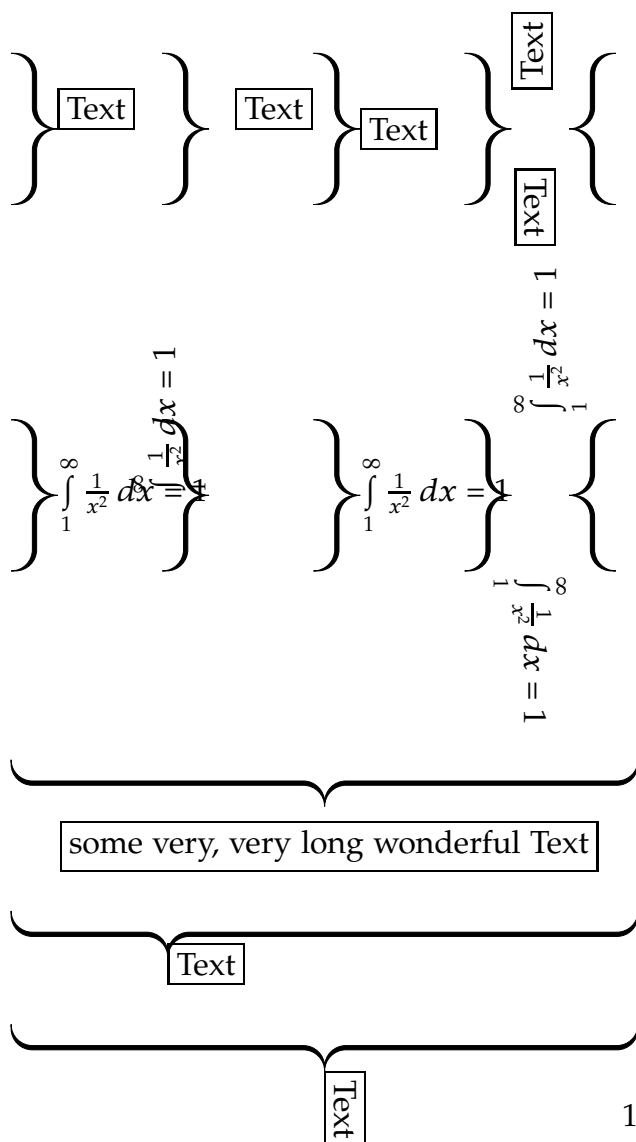 Text
Text Text
Text
Text
dx = 1
∫₁^∞ 1/x² dx = 1
∫₁^∞ 1/x² dx = 1
∫₁^∞ 1/x² dx = 1
∫₁^∞ 1/x² dx = 1
∫₁^∞ 1/x²
some very, very long wonderful Text
Text
Text
1